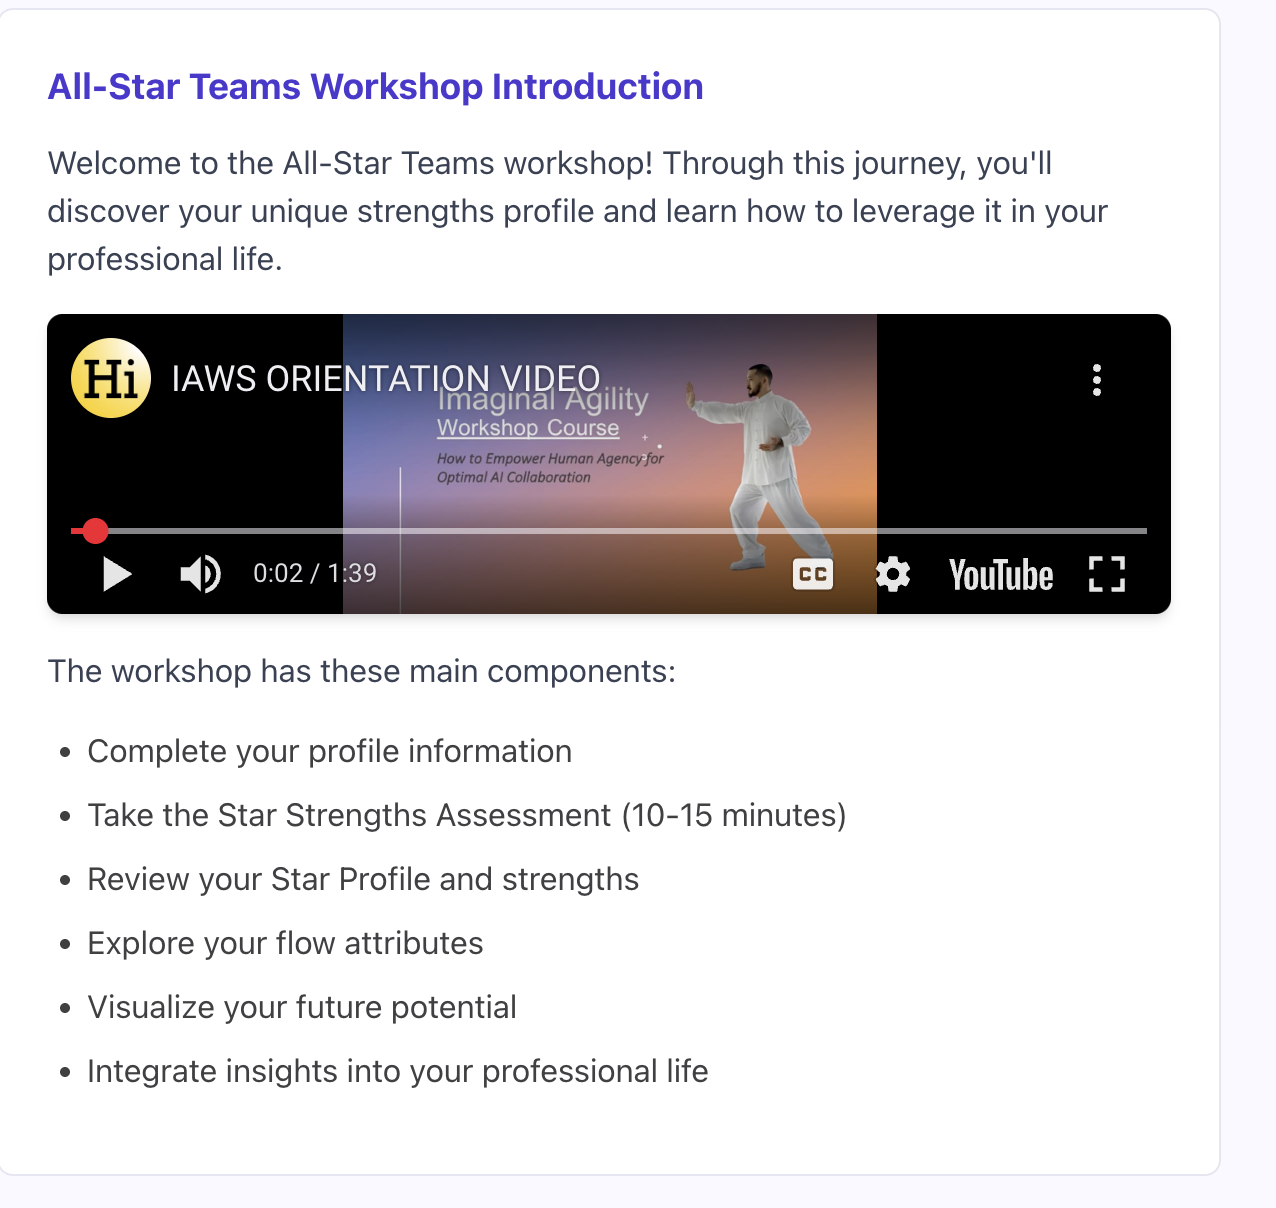 All-Star Teams Workshop Introduction
Welcome to the All-Star Teams workshop! Through this journey, you'll
discover your unique strengths profile and learn how to leverage it in your
professional life.
Hi
IAWS ORIENTATION VIDEO
Imaginal Agility
Workshop Course
How to Empower Human Agency for
Optimal AI Collaboration
0:02 / 1:39
CC
YouTube
The workshop has these main components:
• Complete your profile information
• Take the Star Strengths Assessment (10-15 minutes)
• Review your Star Profile and strengths
• Explore your flow attributes
• Visualize your future potential
• Integrate insights into your professional life